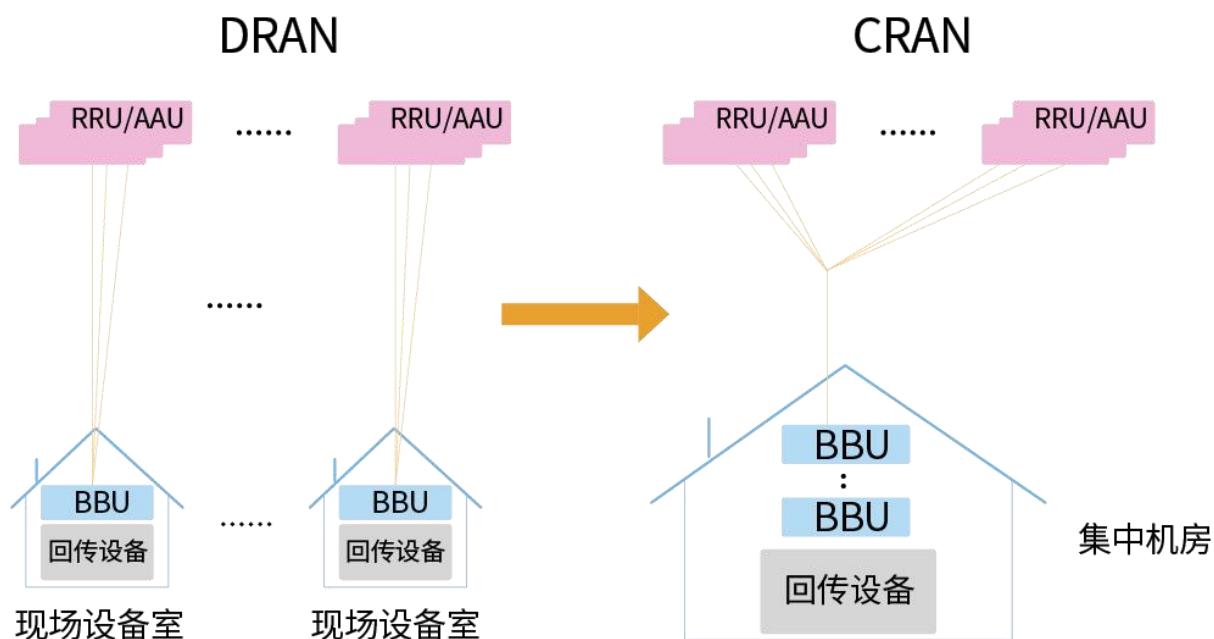 DRAN
CRAN
RRU/AAU
......
RRU/AAU
RRU/AAU
......
RRU/AAU
......
BBU
回传设备
......
BBU
回传设备
BBU
:
BBU
回传设备
集中机房
现场设备室
现场设备室